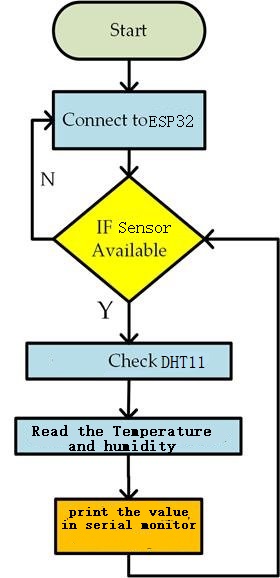 Start
Connect to ESP32
N
IF Sensor
Available
Y
Check DHT11
Read the Temperature
and humidity
print the value
in serial monitor